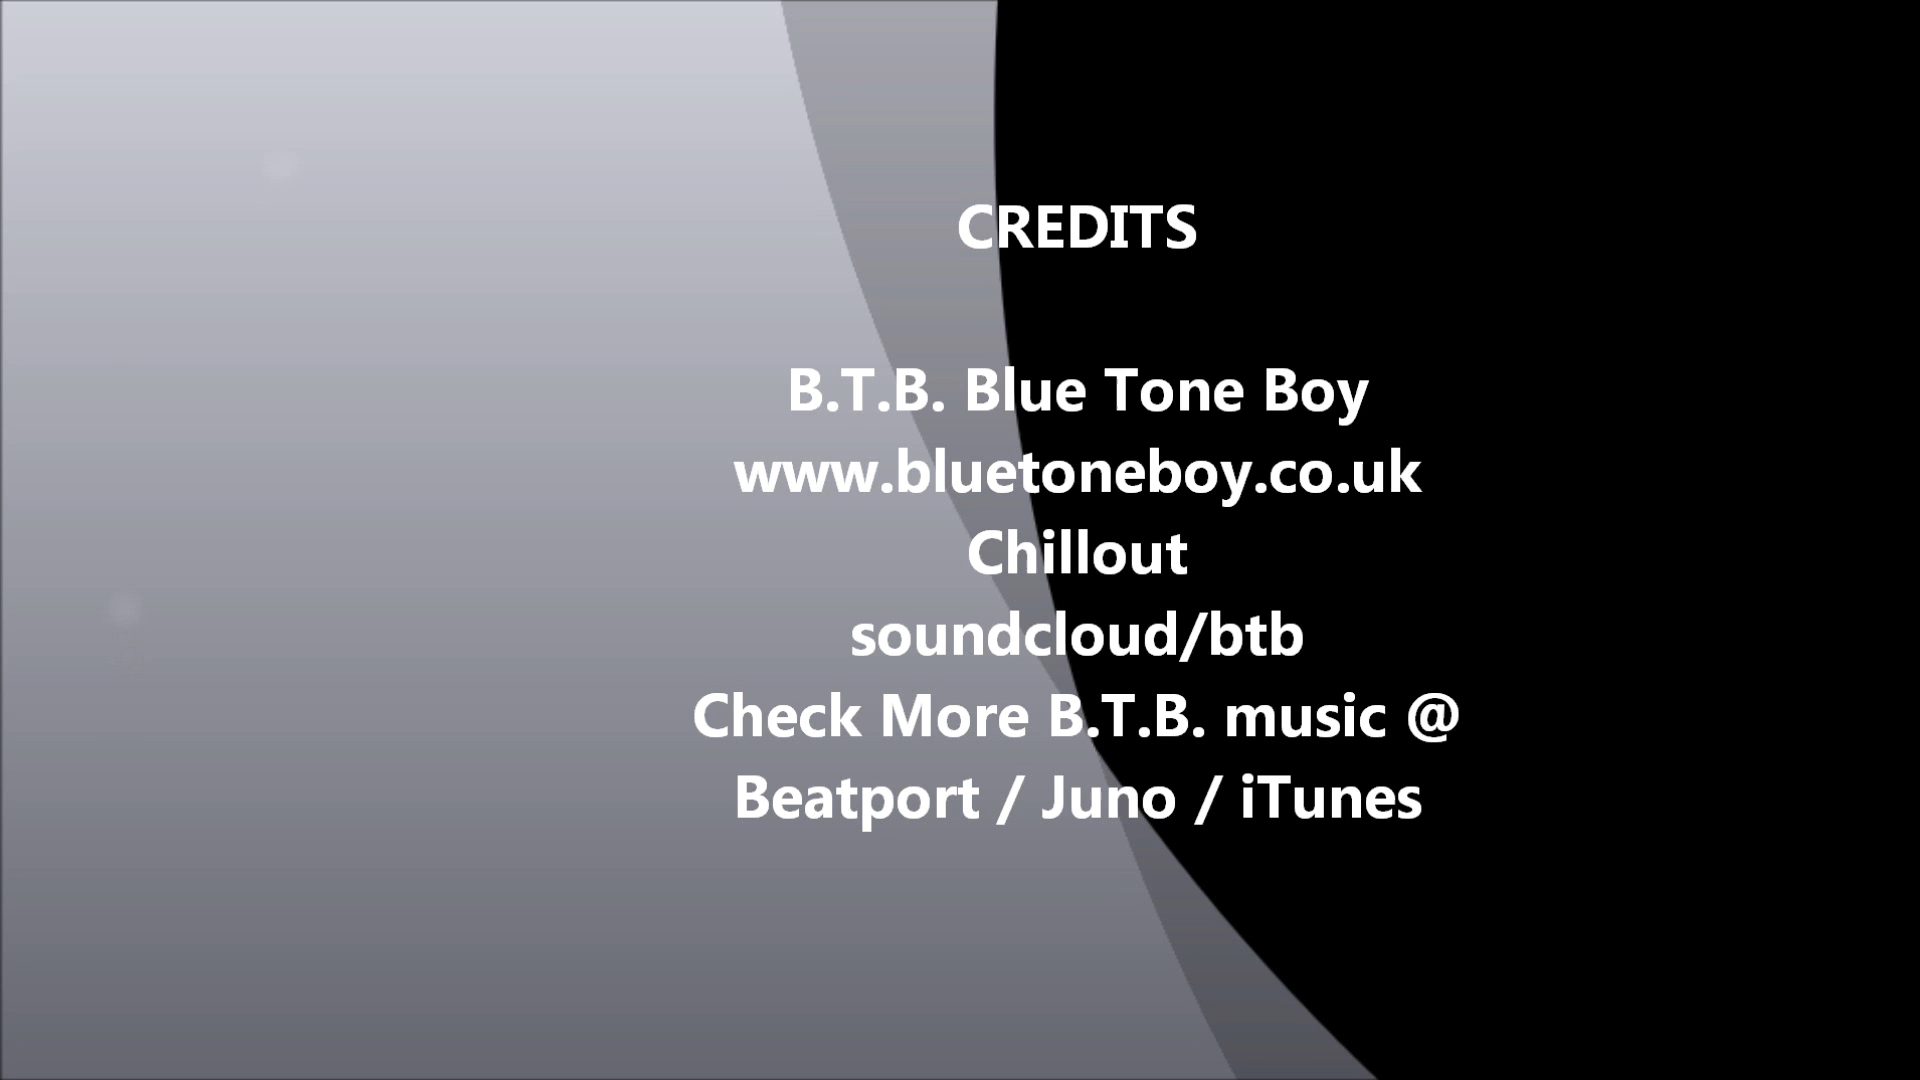 CREDITS
B.T.B. Blue Tone Boy
www.bluetoneboy.co.uk
Chillout
soundcloud/btb
Check More B.T.B. music @
Beatport / Juno / iTunes